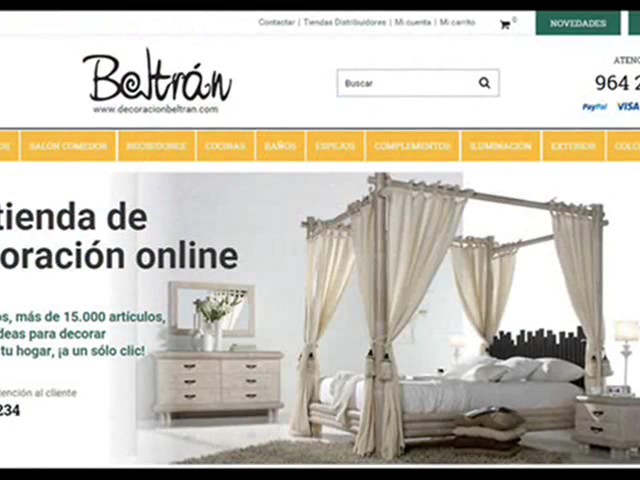 Contactar | Tiendas Distribuidores | Mi cuenta | Mi carrito
0
NOVEDADES
Beltrán
www.decoracionbeltran.com
Buscar
ATENC
964 2
PayPal VISA
SALÓN COMEDOR RECIBIDORES COCINAS BAÑOS ESPEJOS COMPLEMENTOS ILUMINACIÓN EXTERIOR COLC
tienda de
oración online
os, más de 15.000 artículos,
deas para decorar
tu hogar, ¡a un sólo clic!
tención al cliente
234